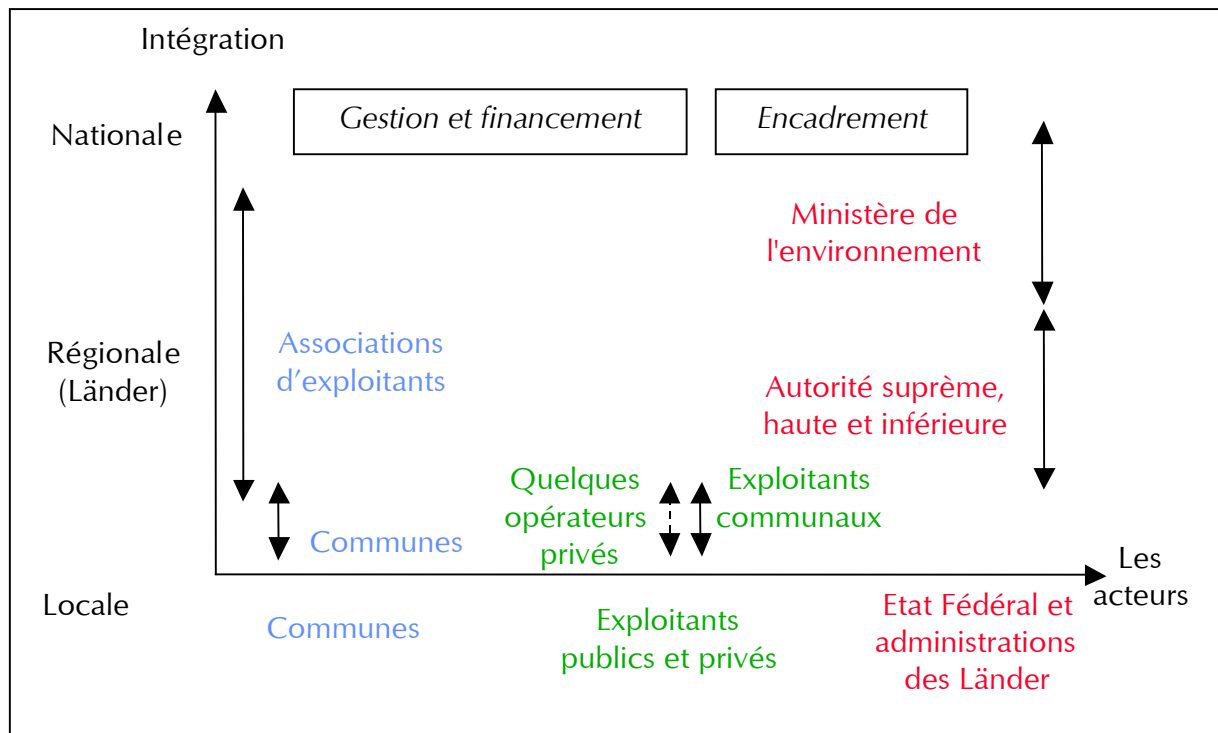 Intégration
Nationale
Gestion et financement
Encadrement
Ministère de
l'environnement
Régionale
(Länder)
Associations
d’exploitants
Autorité suprême,
haute et inférieure
Quelques
opérateurs
privés
Exploitants
communaux
Communes
Les
acteurs
Locale
Communes
Exploitants
publics et privés
Etat Fédéral et
administrations
des Länder